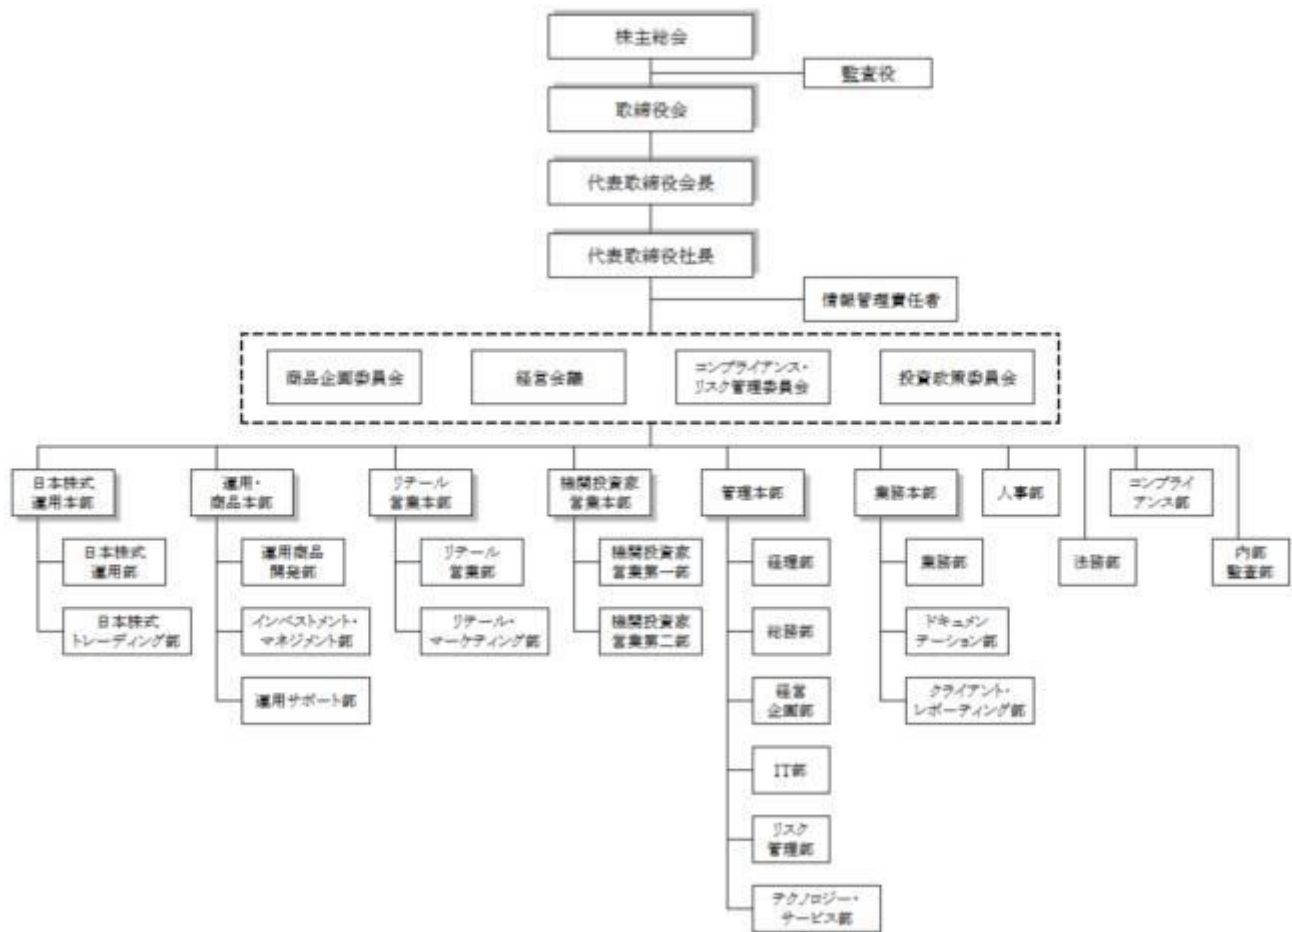 株主総会
監査役
取締役会
代表取締役会長
代表取締役社長
情報管理責任者
商品企画委員会
経営会議
コンプライアンス・
リスク管理委員会
投資政策委員会
日本株式
運用本部
運用・
商品本部
リテール
営業本部
機関投資家
営業本部
管理本部
業務本部
人事部
コンプライ
アンス部
日本株式
運用部
運用商品
開発部
リテール
営業部
機関投資家
営業第一部
経理部
業務部
法務部
内部
監査部
日本株式
トレーディング部
インベストメント・
マネジメント部
リテール・
マーケティング部
機関投資家
営業第二部
総務部
ドキュメン
テーション部
運用サポート部
経営
企画部
クライアント・
レポーティング部
IT部
リスク
管理部
テクノロジー・
サービス部